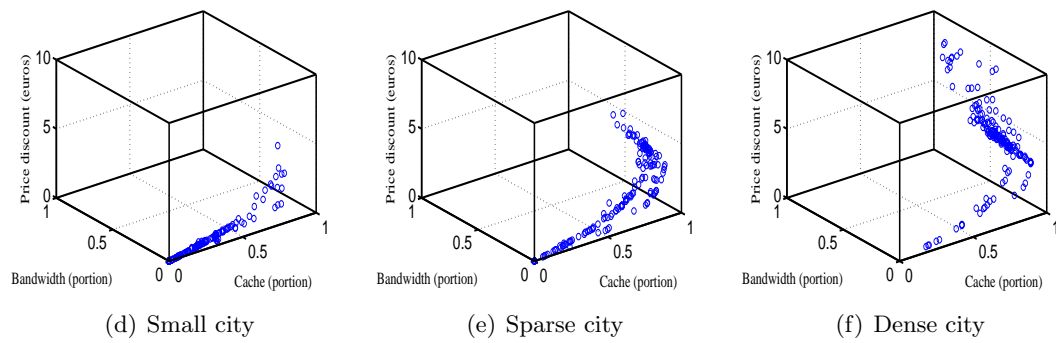 Price discount (euros)
10
5
0
1
0.5
0
Bandwidth (portion)
0
0.5
1
Cache (portion)
(d) Small city
Price discount (euros)
10
5
0
1
0.5
0
Bandwidth (portion)
0
0.5
1
Cache (portion)
(e) Sparse city
Price discount (euros)
10
5
0
1
0.5
0
Bandwidth (portion)
0
0.5
1
Cache (portion)
(f) Dense city